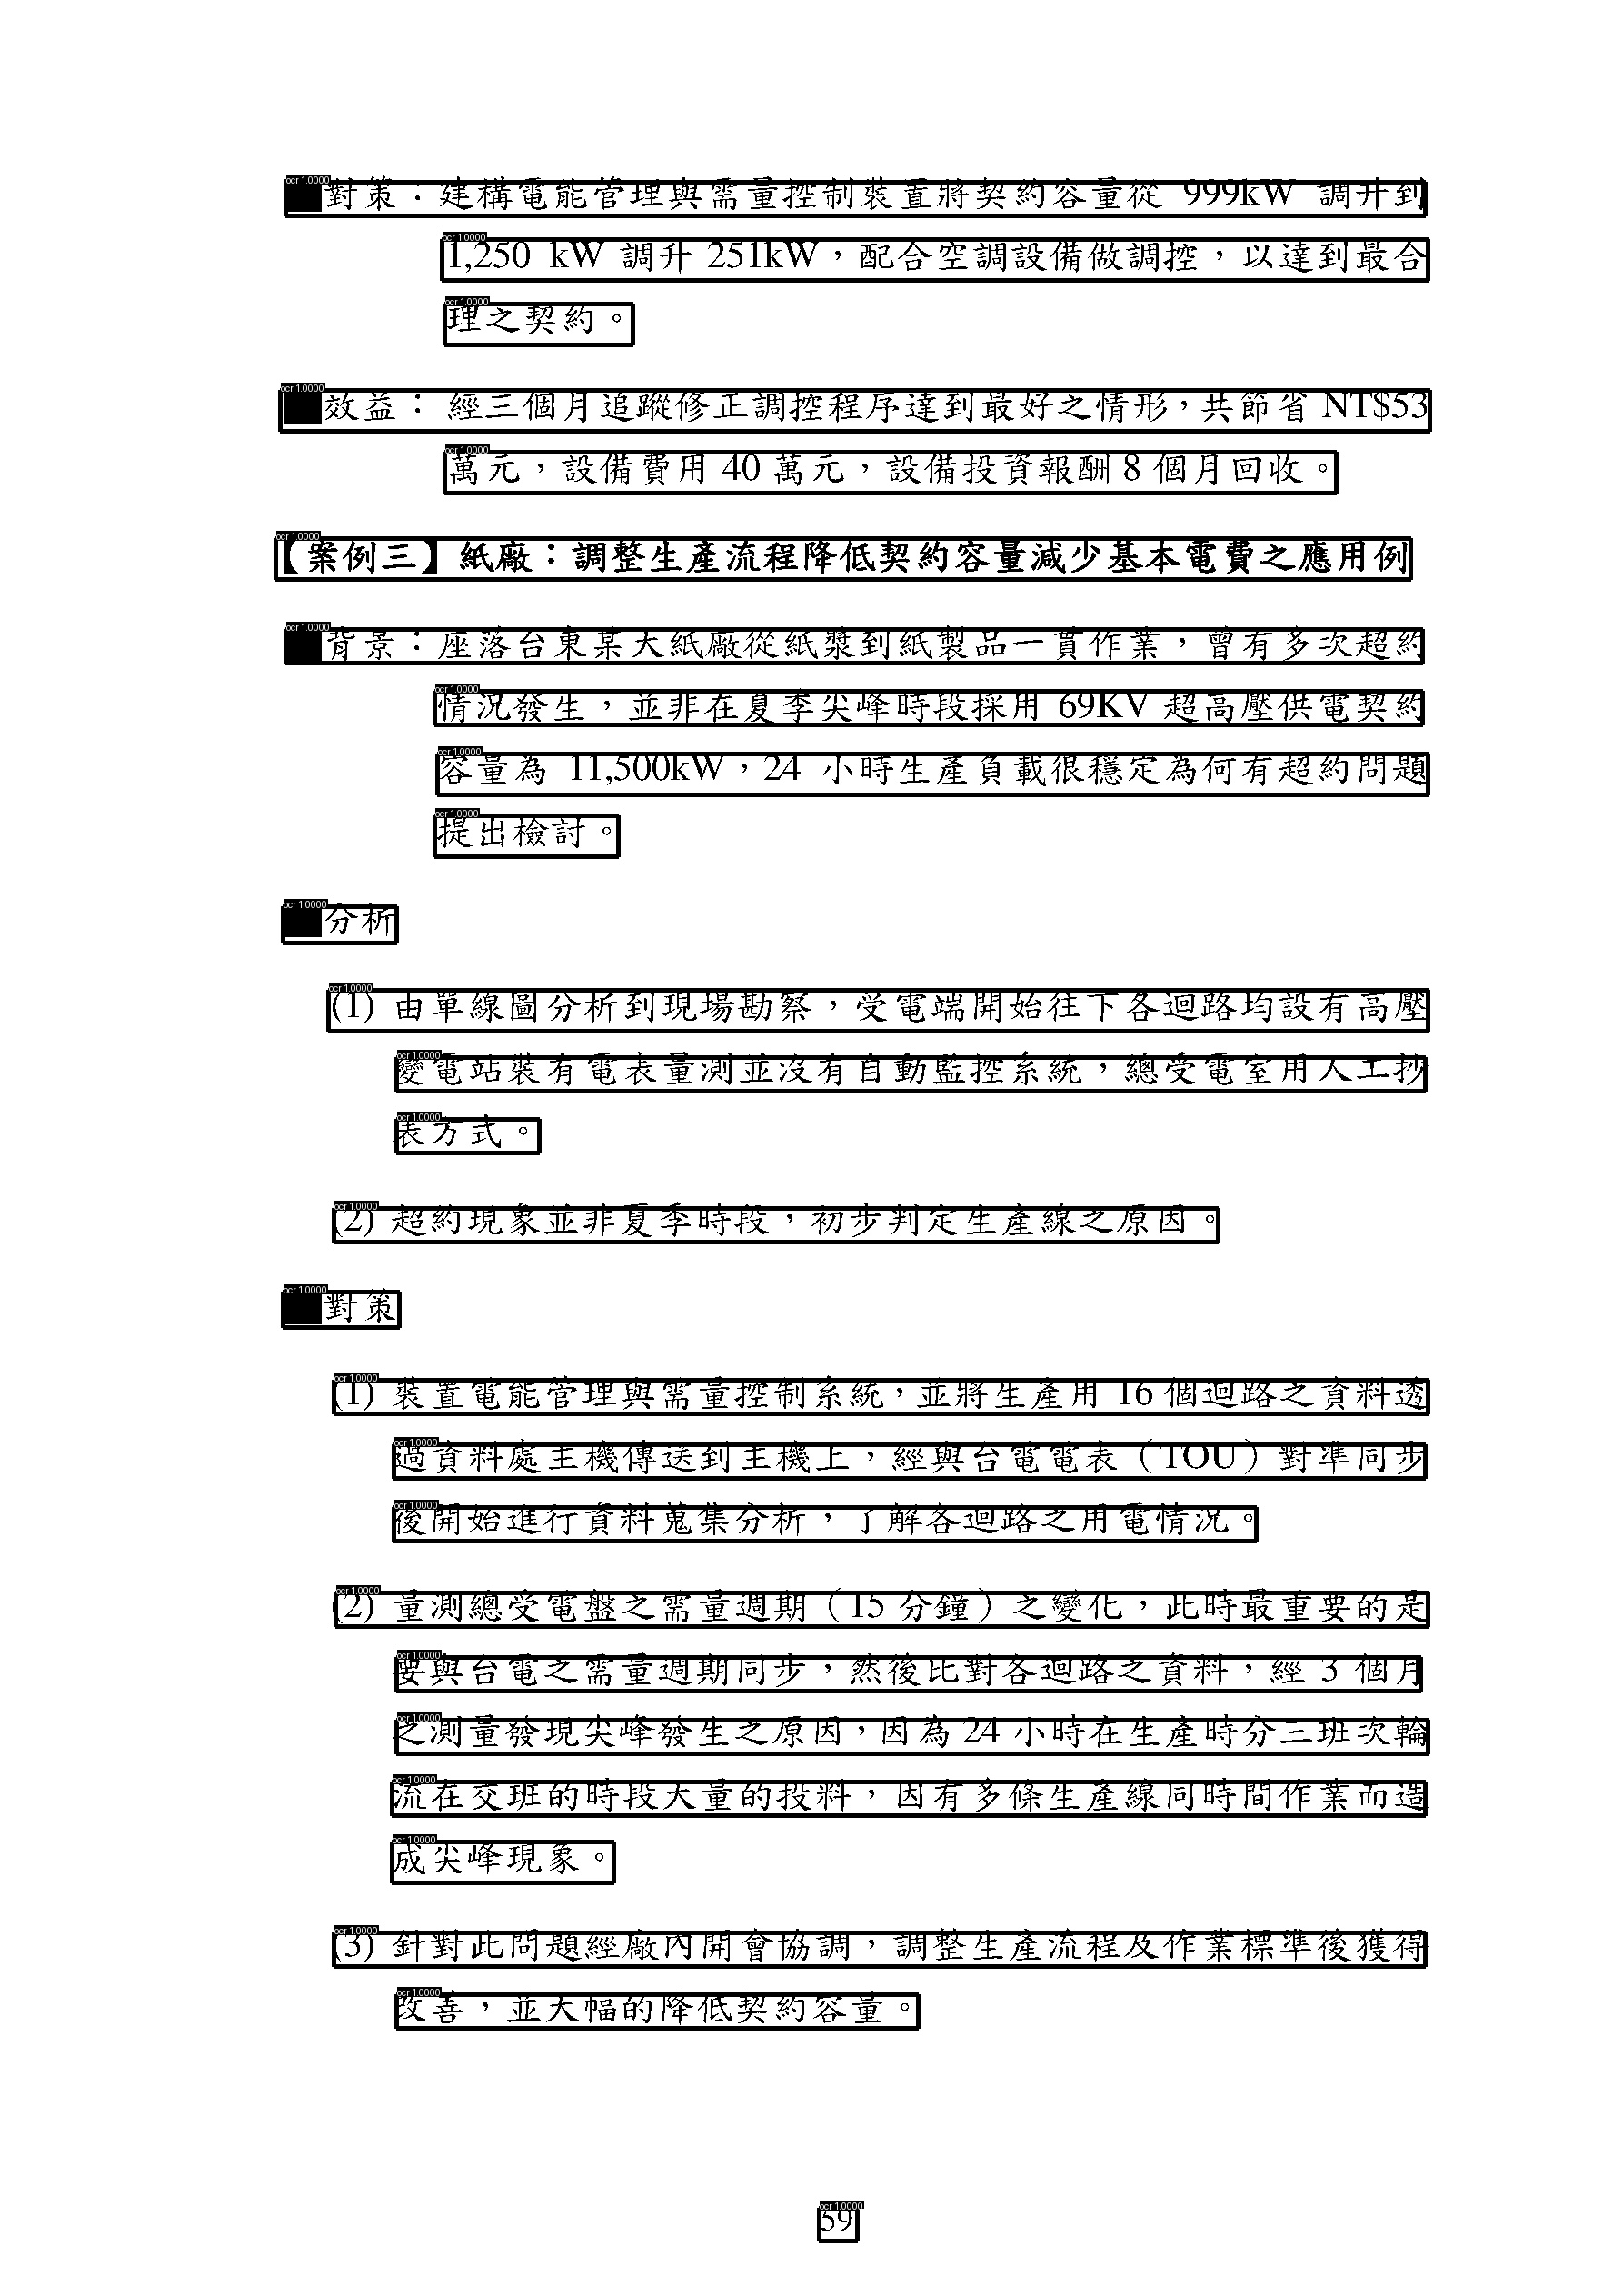 ■對策：建構電能管理與需量控制裝置將契約容量從 999kW 調升到
1,250 kW 調升 251kW，配合空調設備做調控，以達到最合
理之契約。
■效益： 經三個月追蹤修正調控程序達到最好之情形，共節省 NT$53
萬元，設備費用 40 萬元，設備投資報酬 8 個月回收。
【案例三】紙廠：調整生產流程降低契約容量減少基本電費之應用例
■背景：座落台東某大紙廠從紙漿到紙製品一貫作業，曾有多次超約
情況發生，並非在夏季尖峰時段採用 69KV 超高壓供電契約
容量為 11,500kW，24 小時生產負載很穩定為何有超約問題
提出檢討。
■分析
(1) 由單線圖分析到現場勘察，受電端開始往下各迴路均設有高壓
變電站裝有電表量測並沒有自動監控系統，總受電室用人工抄
表方式。
(2) 超約現象並非夏季時段，初步判定生產線之原因。
■對策
(1) 裝置電能管理與需量控制系統，並將生產用 16 個迴路之資料透
過資料處主機傳送到主機上，經與台電電表（TOU）對準同步
後開始進行資料蒐集分析，了解各迴路之用電情況。
(2) 量測總受電盤之需量週期（15 分鐘）之變化，此時最重要的是
要與台電之需量週期同步，然後比對各迴路之資料，經 3 個月
之測量發現尖峰發生之原因，因為 24 小時在生產時分三班次輪
流在交班的時段大量的投料，因有多條生產線同時間作業而造
成尖峰現象。
(3) 針對此問題經廠內開會協調，調整生產流程及作業標準後獲得
改善，並大幅的降低契約容量。
59